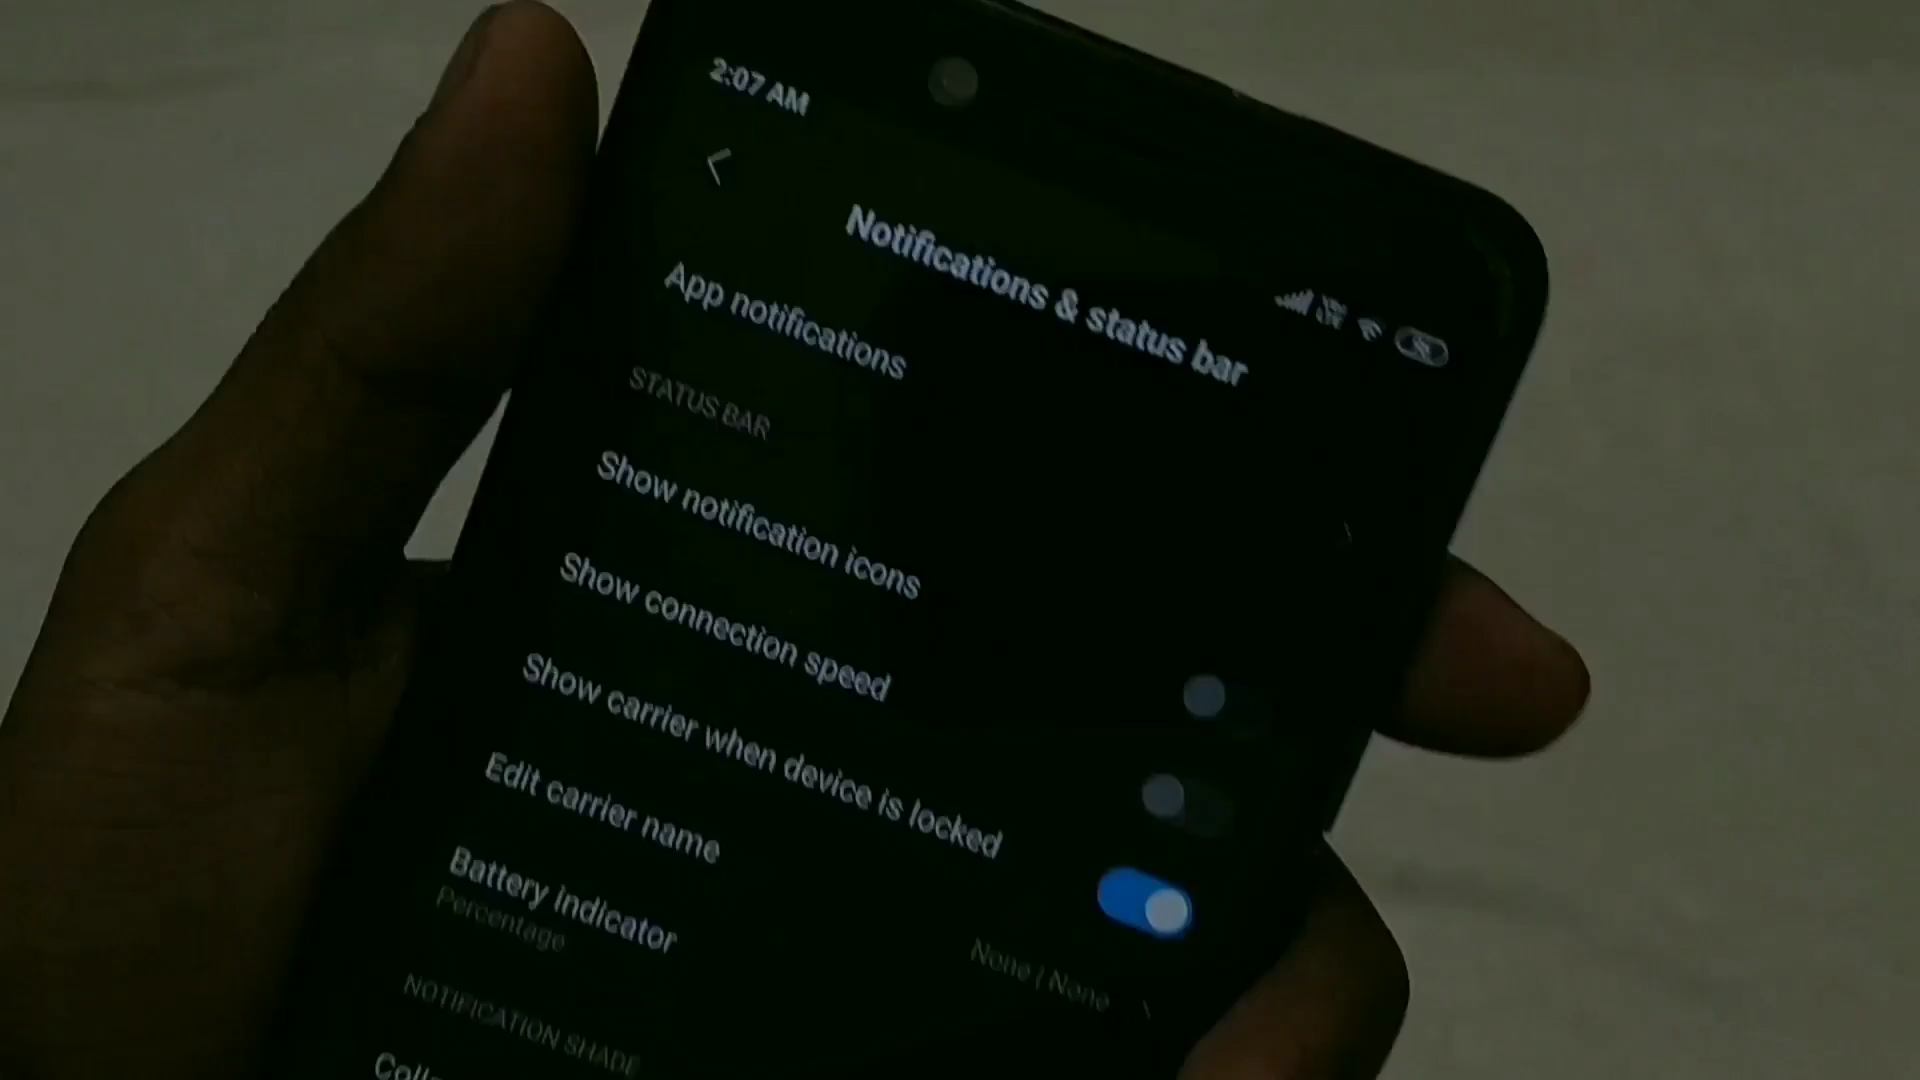 2:07 AM
Notifications & status bar
App notifications
STATUS BAR
Show notification icons
Show connection speed
Show carrier when device is locked
Edit carrier name
None | None
Battery indicator
Percentage
NOTIFICATION SHADE